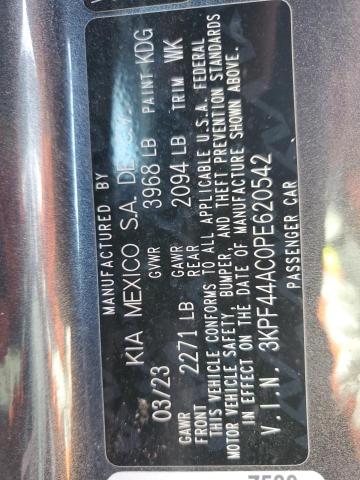 MANUFACTURED BY
KIA MEXICO S.A. DE
03/23 GVWR 3968 LB PAINT KDG
GAWR FRONT 2271 LB GAWR REAR 2094 LB TRIM WK
THIS VEHICLE CONFORMS TO ALL APPLICABLE U.S.A. FEDERAL
MOTOR VEHICLE SAFETY, BUMPER, AND THEFT PREVENTION STANDARDS
IN EFFECT ON THE DATE OF MANUFACTURE SHOWN ABOVE.
V.I.N. 3KPF44AC0PE620542
PASSENGER CAR